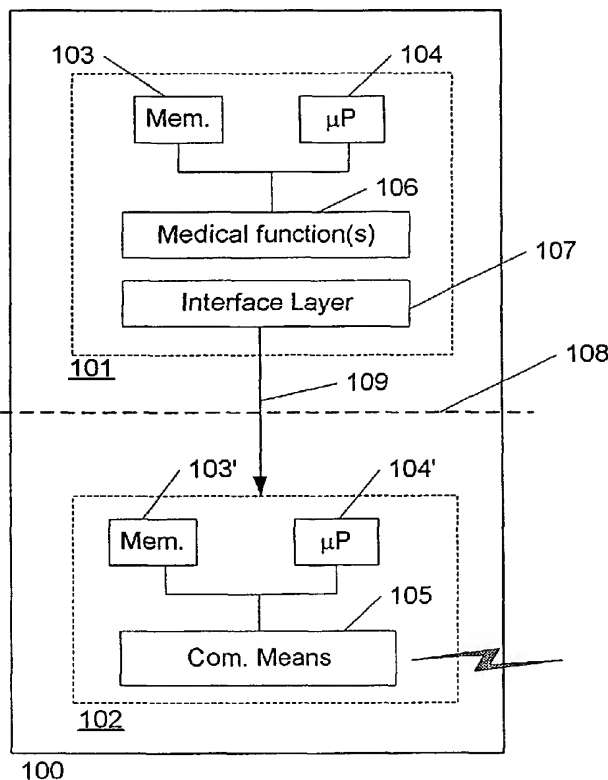 103
104
Mem.
μP
106
Medical function(s)
107
Interface Layer
101
109
108
103'
104'
Mem.
μP
105
Com. Means
102
100